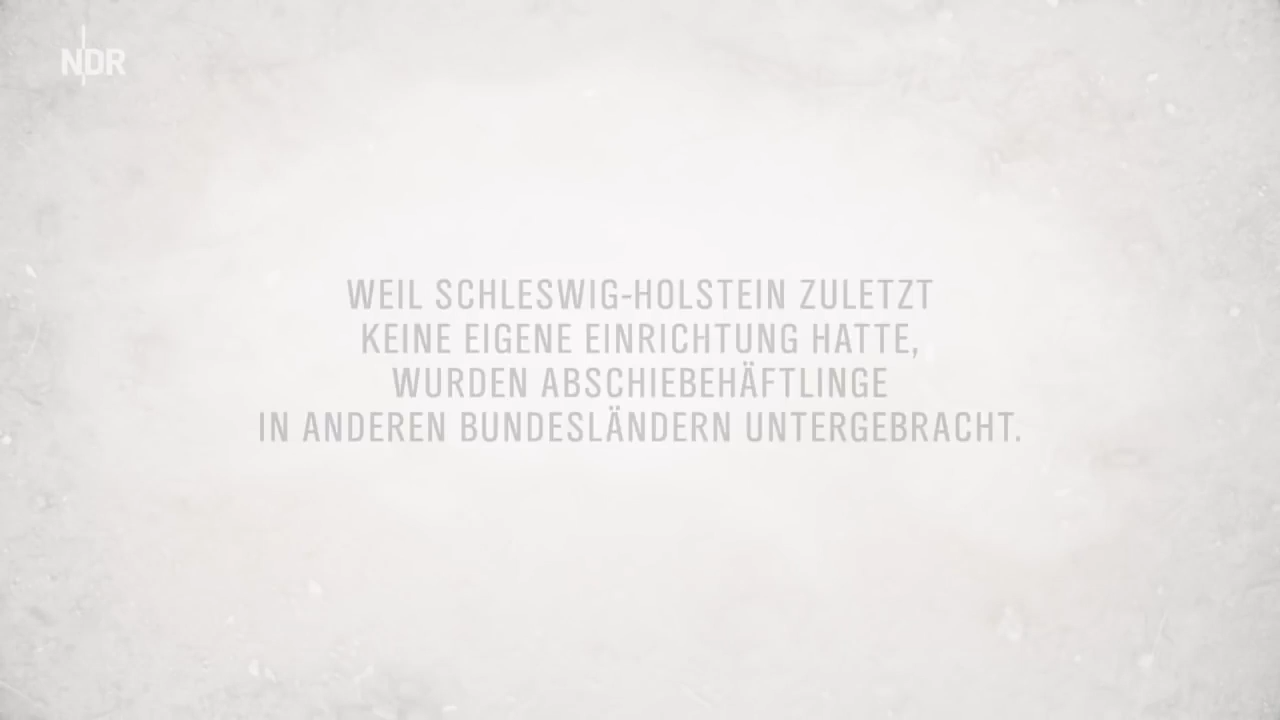 NDR
WEIL SCHLESWIG-HOLSTEIN ZULETZT
KEINE EIGENE EINRICHTUNG HATTE,
WURDEN ABSCHIEBEHÄFTLINGE
IN ANDEREN BUNDESLÄNDERN UNTERGEBRACHT.